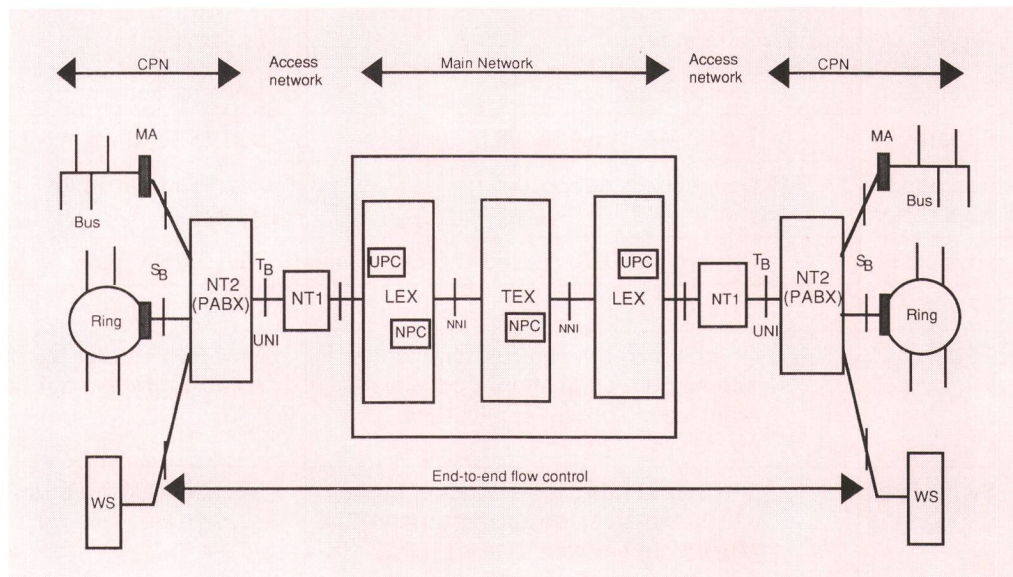 CPN
Access
network
Main Network
Access
network
CPN
MA
MA
Bus
Bus
SB
SB
NT2
(PABX)
TB
UNI
NT1
UPC
LEX
NPC
NNI
TEX
NPC
NNI
UPC
LEX
NT1
TB
UNI
NT2
(PABX)
Ring
Ring
End-to-end flow control
WS
WS